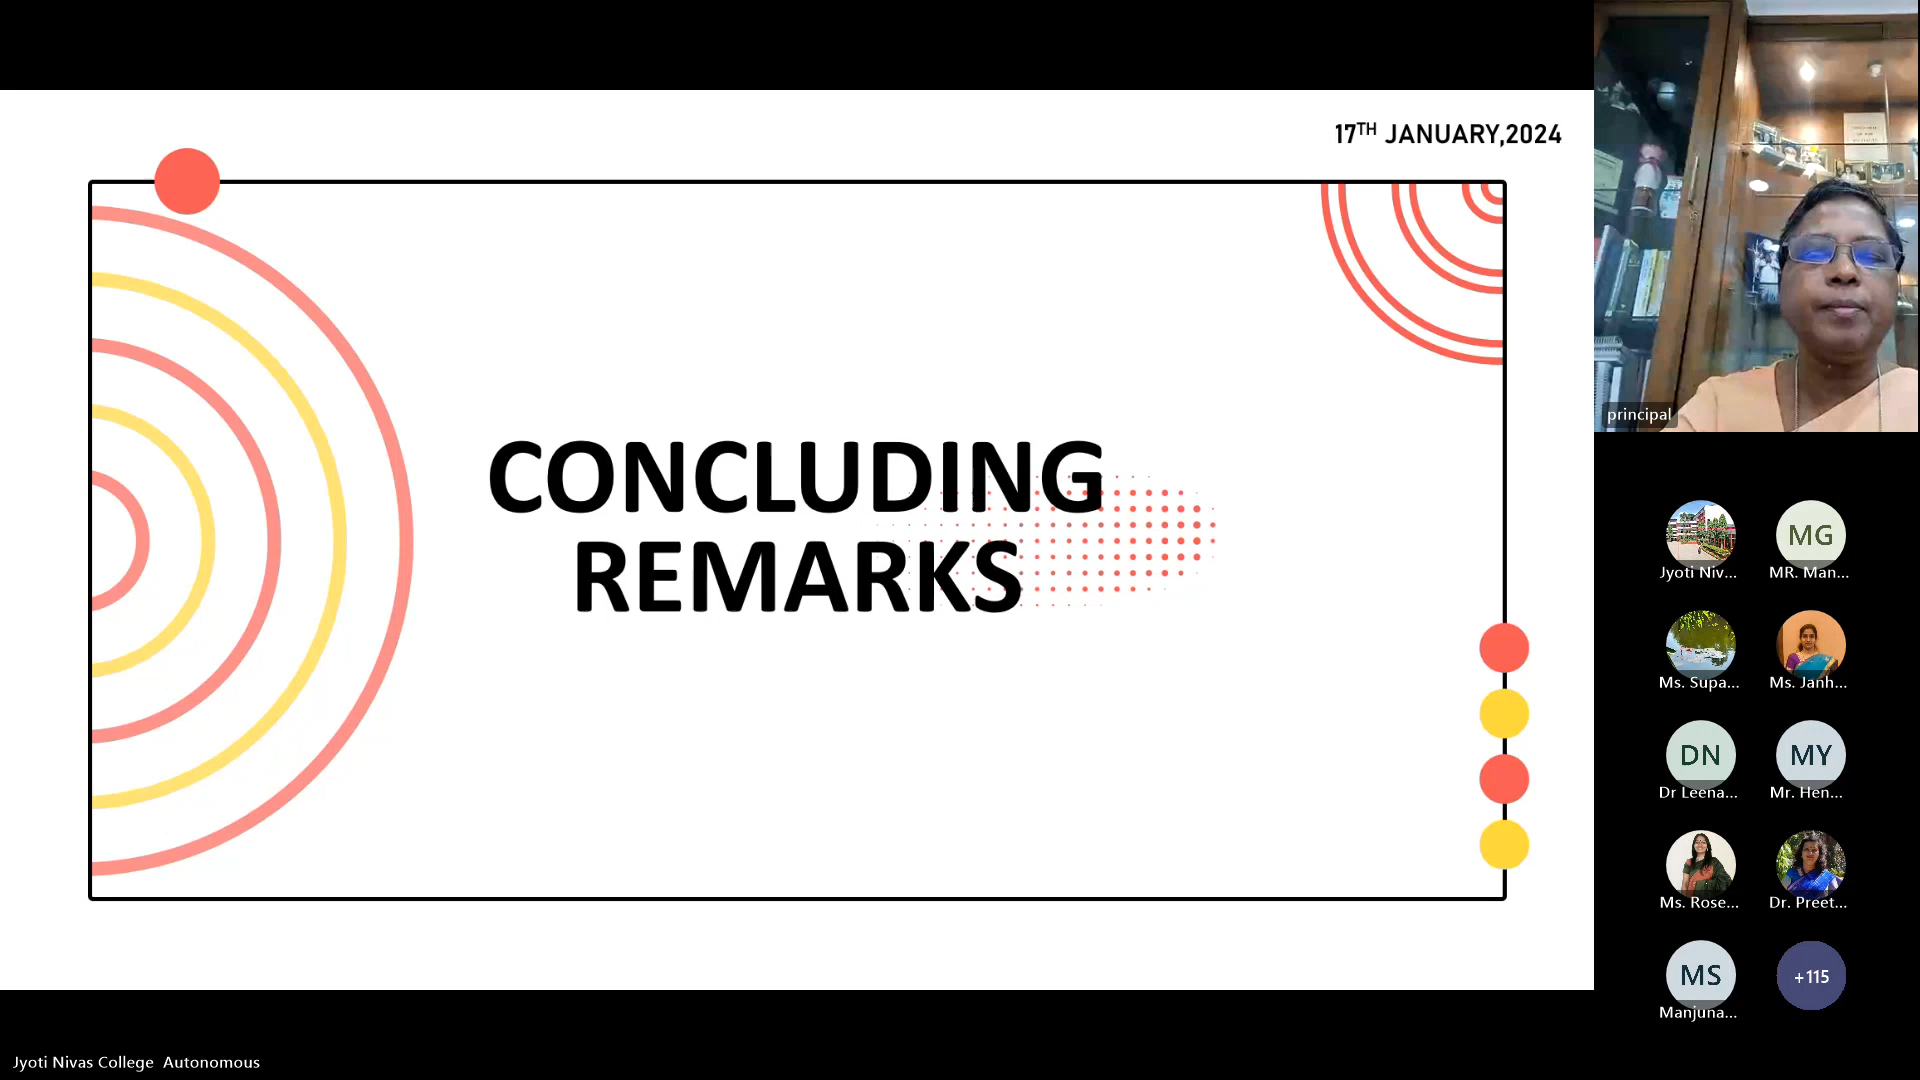 17TH JANUARY,2024
CONCLUDING
REMARKS
principal
Jyoti Niv...
MG
MR. Man...
Ms. Supa...
Ms. Janh...
DN
Dr Leena...
MY
Mr. Hen...
Ms. Rose...
Dr. Preet...
MS
Manjuna...
+115
Jyoti Nivas College Autonomous